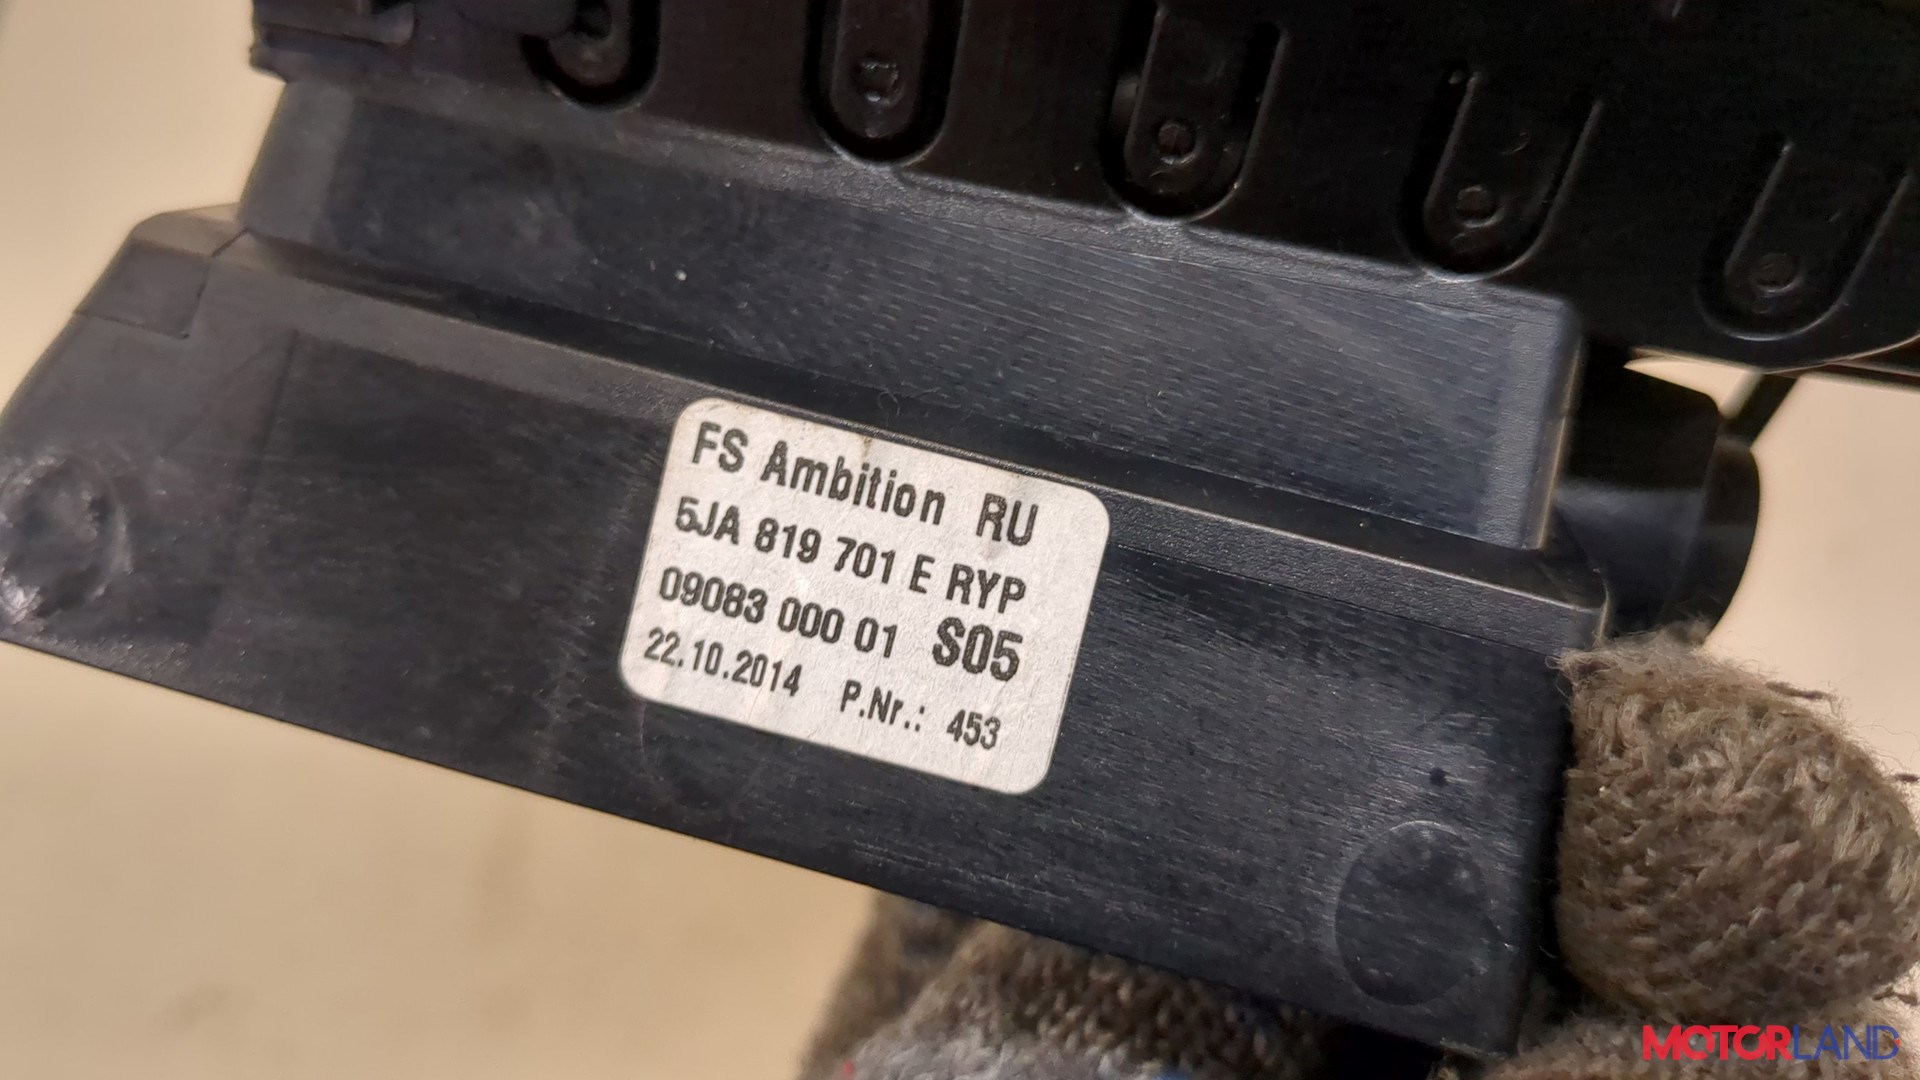 FS Ambition RU
5JA 819 701 E RYP
09083 000 01 S05
22.10.2014 P.Nr.: 453
MOTORLAND